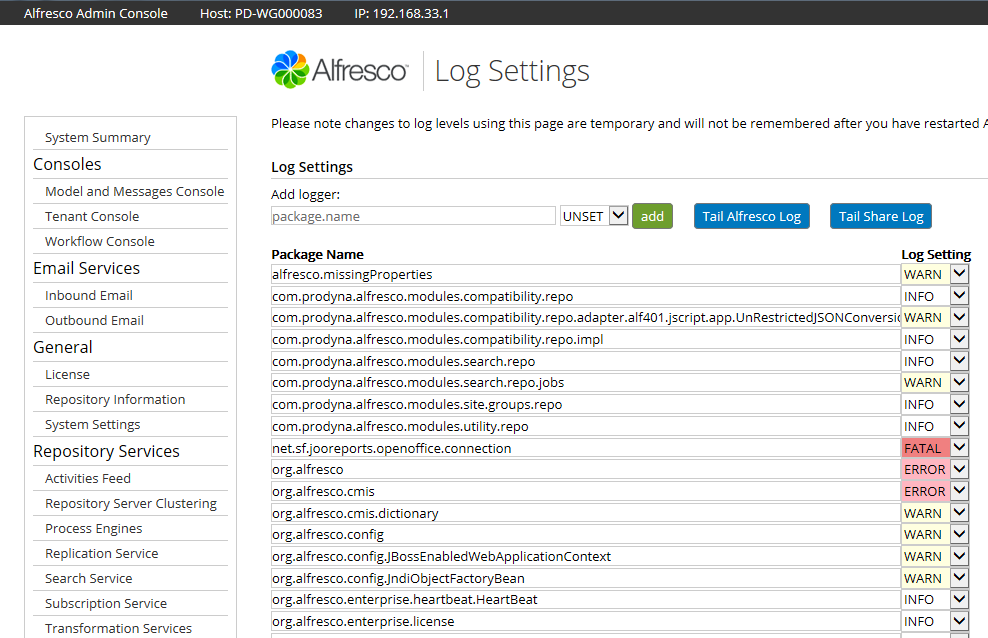 Alfresco Admin Console Host: PD-WG000083 IP: 192.168.33.1
Alfresco Log Settings
System Summary
Consoles
Model and Messages Console
Tenant Console
Workflow Console
Email Services
Inbound Email
Outbound Email
General
License
Repository Information
System Settings
Repository Services
Activities Feed
Repository Server Clustering
Process Engines
Replication Service
Search Service
Subscription Service
Transformation Services
Please note changes to log levels using this page are temporary and will not be remembered after you have restarted A
Log Settings
Add logger:
package.name UNSET add Tail Alfresco Log Tail Share Log
Package Name Log Setting
alfresco.missingProperties WARN
com.prodyna.alfresco.modules.compatibility.repo INFO
com.prodyna.alfresco.modules.compatibility.repo.adapter.alf401.jscript.app.UnRestrictedJSONConversi WARN
com.prodyna.alfresco.modules.compatibility.repo.impl INFO
com.prodyna.alfresco.modules.search.repo INFO
com.prodyna.alfresco.modules.search.repo.jobs WARN
com.prodyna.alfresco.modules.site.groups.repo INFO
com.prodyna.alfresco.modules.utility.repo INFO
net.sf.jooreports.openoffice.connection FATAL
org.alfresco ERROR
org.alfresco.cmis ERROR
org.alfresco.cmis.dictionary WARN
org.alfresco.config WARN
org.alfresco.config.JBossEnabledWebApplicationContext WARN
org.alfresco.config.JndiObjectFactoryBean WARN
org.alfresco.enterprise.heartbeat.HeartBeat INFO
org.alfresco.enterprise.license INFO